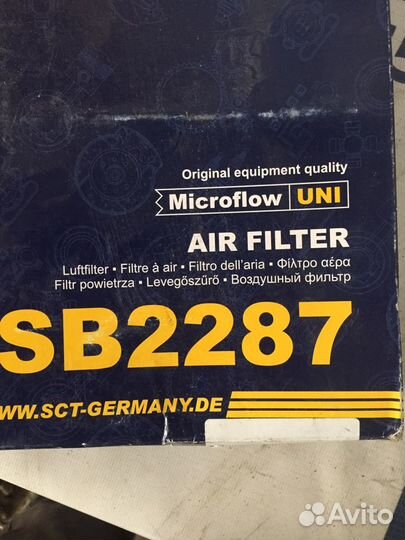 Original equipment quality
Microflow UNI
AIR FILTER
Luftfilter ▪ Filtre à air ▪ Filtro dell'aria ▪ Φίλτρο αέρα
Filtr powietrza ▪ Levegőszűrő ▪ Воздушный фильтр
SB2287
WW.SCT-GERMANY.DE
Avito